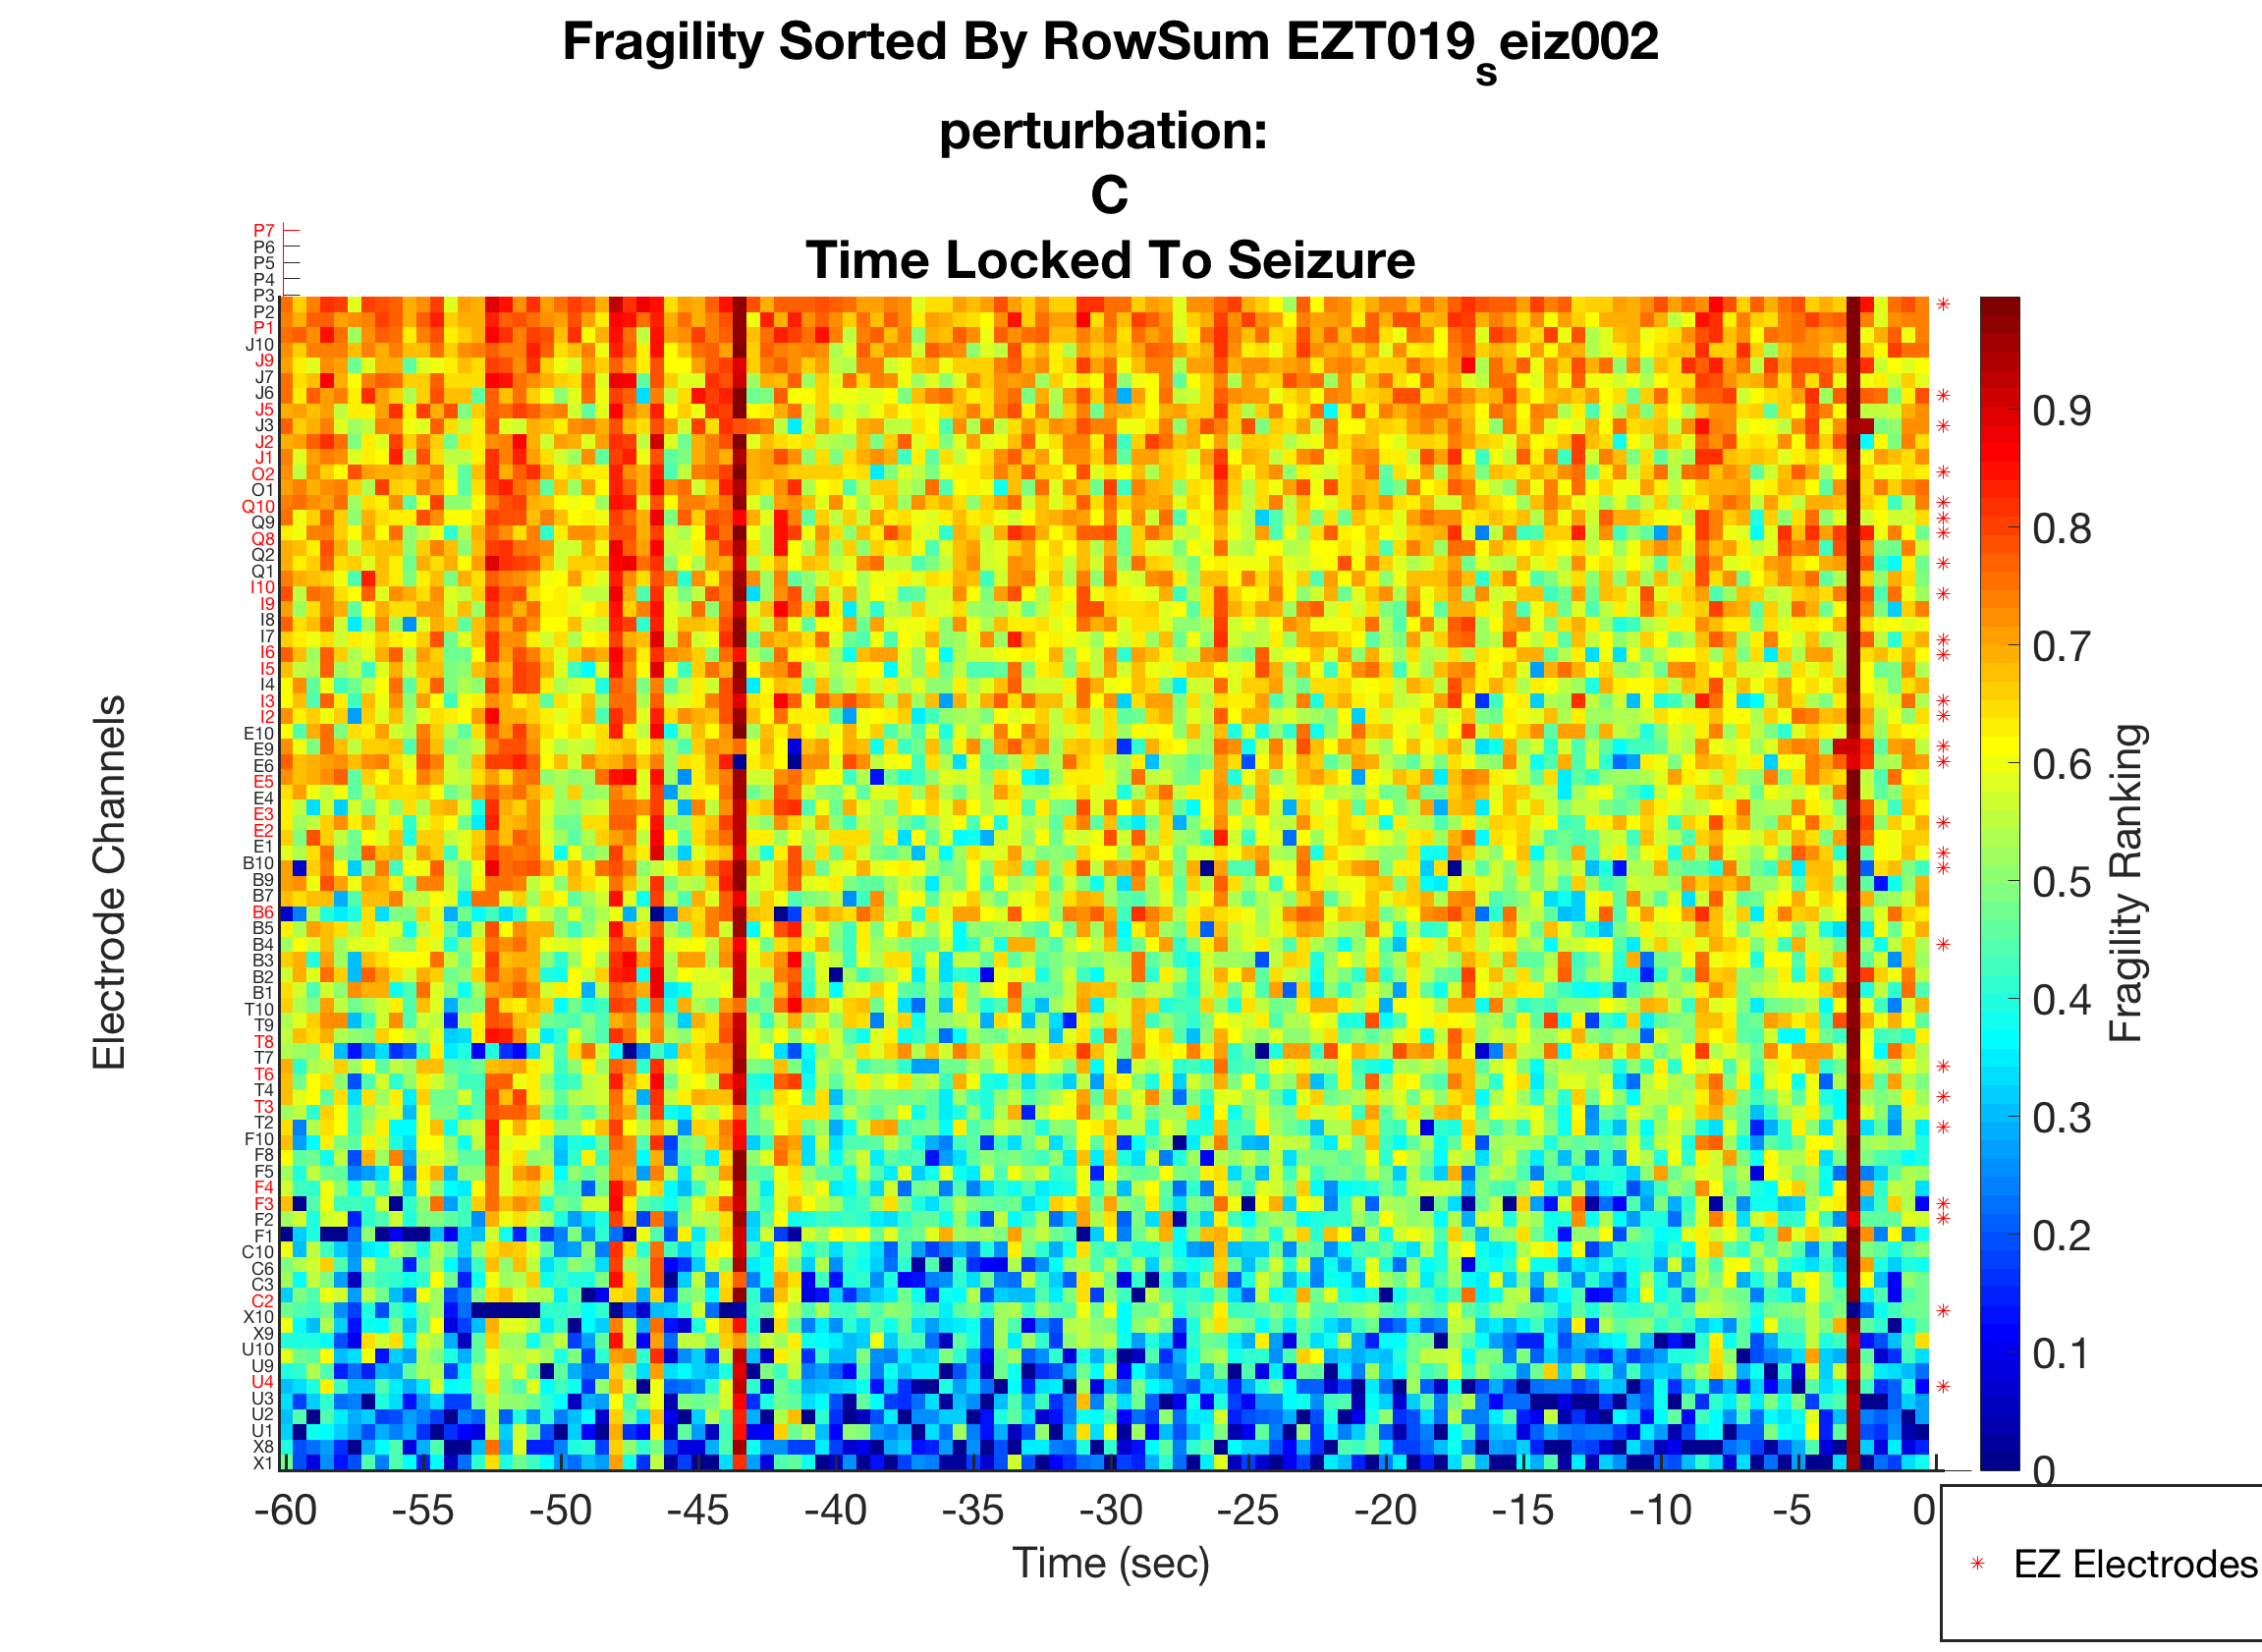 Fragility Sorted By RowSum EZT019seiz002
perturbation:
C
Time Locked To Seizure
P7
P6
P5
P4
P3
P2
P1
J10
J9
J7
J6
J5
J3
J2
J1
O2
O1
Q10
Q9
Q8
Q2
Q1
I10
I9
I8
I7
I6
I5
I4
I3
I2
E10
E9
E6
E5
E4
E3
E2
E1
B10
B9
B7
B6
B5
B4
B3
B2
B1
T10
T9
T8
T7
T6
T4
T3
T2
F10
F8
F5
F4
F3
F2
F1
C10
C6
C3
C2
X10
X9
U10
U9
U4
U3
U2
U1
X8
X1
Electrode Channels
-60 -55 -50 -45 -40 -35 -30 -25 -20 -15 -10 -5 0
Time (sec)
0.9
0.8
0.7
0.6
0.5
0.4
0.3
0.2
0.1
0
Fragility Ranking
EZ Electrodes